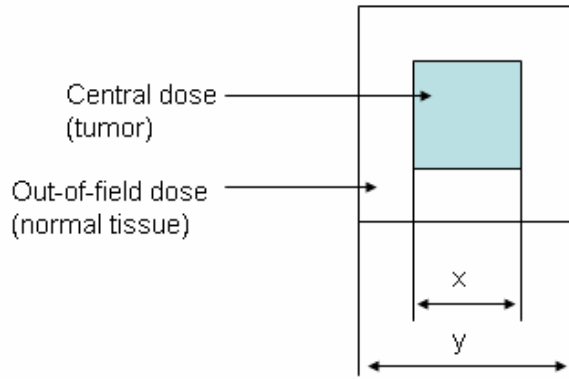 Central dose
(tumor)
Out-of-field dose
(normal tissue)
x
y